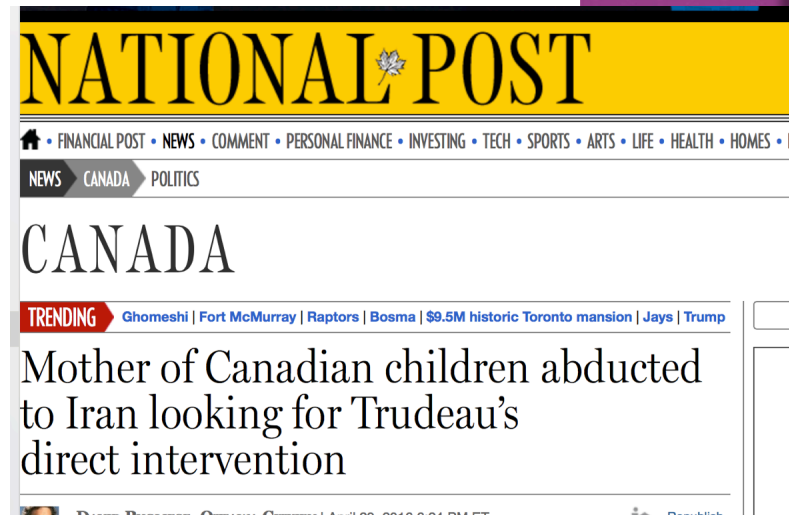 NATIONAL POST
• FINANCIAL POST • NEWS • COMMENT • PERSONAL FINANCE • INVESTING • TECH • SPORTS • ARTS • LIFE • HEALTH • HOMES •
NEWS CANADA POLITICS
CANADA
TRENDING Ghomeshi | Fort McMurray | Raptors | Bosma | $9.5M historic Toronto mansion | Jays | Trump
Mother of Canadian children abducted
to Iran looking for Trudeau’s
direct intervention
Republish